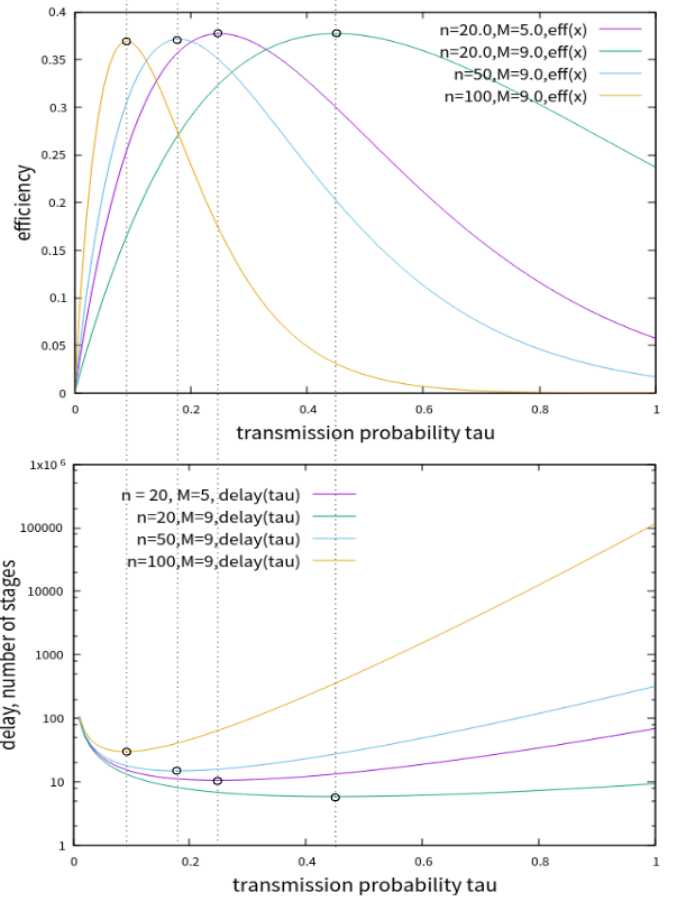 0.4
0.35
0.3
0.25
0.2
0.15
0.1
0.05
0
efficiency
n=20.0,M=5.0,eff(x)
n=20.0,M=9.0,eff(x)
n=50,M=9.0,eff(x)
n=100,M=9.0,eff(x)
0 0.2 0.4 0.6 0.8 1
transmission probability tau
1x10⁶
100000
10000
1000
100
10
1
delay, number of stages
n = 20, M=5, delay(tau)
n=20,M=9,delay(tau)
n=50,M=9,delay(tau)
n=100,M=9,delay(tau)
0 0.2 0.4 0.6 0.8 1
transmission probability tau